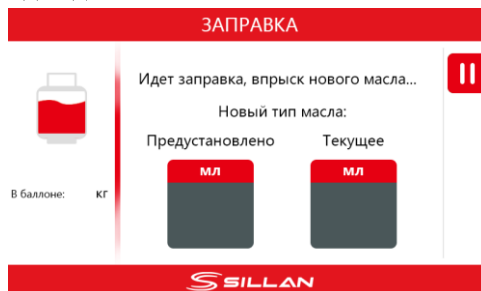 ЗАПРАВКА
Идет заправка, впрыск нового масла...
Новый тип масла:
Предустановлено Текущее
мл мл
В баллоне: кг
SILLAN